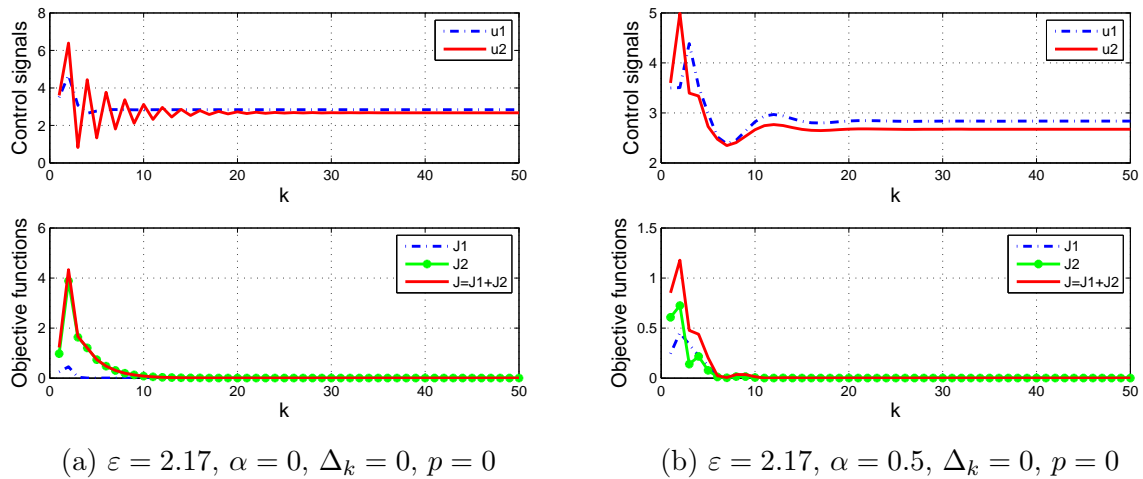 Control signals
8
6
4
2
0
0 10 20 30 40 50
k
u1
u2
Objective functions
6
4
2
0
0 10 20 30 40 50
k
J1
J2
J=J1+J2
(a) ε = 2.17, α = 0, Δ_k = 0, p = 0
Control signals
5
4
3
2
0 10 20 30 40 50
k
u1
u2
Objective functions
1.5
1
0.5
0
0 10 20 30 40 50
k
J1
J2
J=J1+J2
(b) ε = 2.17, α = 0.5, Δ_k = 0, p = 0